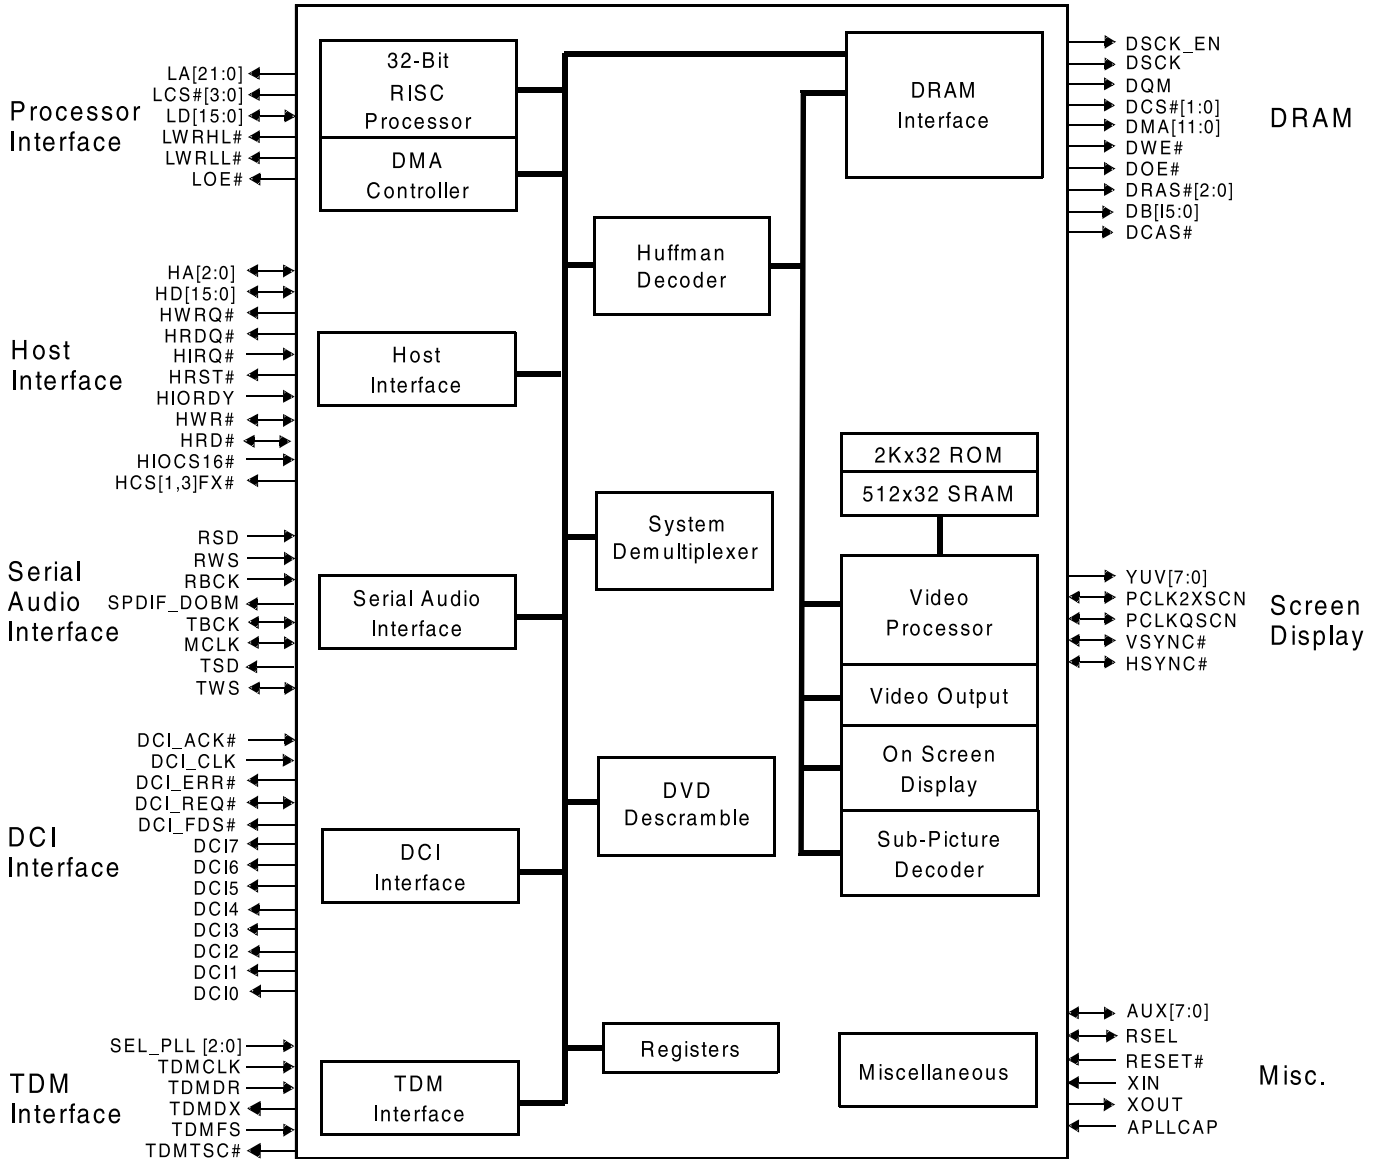 Processor
Interface
LA[21:0]
LCS#[3:0]
LD[15:0]
LWRHL#
LWRLL#
LOE#
Host
Interface
HA[2:0]
HD[15:0]
HWRQ#
HRDQ#
HIRQ#
HRST#
HIORDY
HWR#
HRD#
HIOCS16#
HCS[1,3]FX#
Serial
Audio
Interface
RSD
RWS
RBCK
SPDIF_DOBM
TBCK
MCLK
TSD
TWS
DCI
Interface
DCI_ACK#
DCI_CLK
DCI_ERR#
DCI_REQ#
DCI_FDS#
DCI7
DCI6
DCI5
DCI4
DCI3
DCI2
DCI1
DCI0
TDM
Interface
SEL_PLL [2:0]
TDMCLK
TDMDR
TDMDX
TDMFS
TDMTSC#
32-Bit
RISC
Processor
DMA
Controller
Host
Interface
Serial Audio
Interface
DCI
Interface
TDM
Interface
Huffman
Decoder
System
Demultiplexer
DVD
Descramble
Registers
DRAM
Interface
2Kx32 ROM
512x32 SRAM
Video
Processor
Video Output
On Screen
Display
Sub-Picture
Decoder
Miscellaneous
DSCK_EN
DSCK
DQM
DCS#[1:0]
DMA[11:0]
DWE#
DOE#
DRAS#[2:0]
DB[I5:0]
DCAS#
DRAM
YUV[7:0]
PCLK2XSCN
PCLKQSCN
VSYNC#
HSYNC#
Screen
Display
AUX[7:0]
RSEL
RESET#
XIN
XOUT
APLLCAP
Misc.